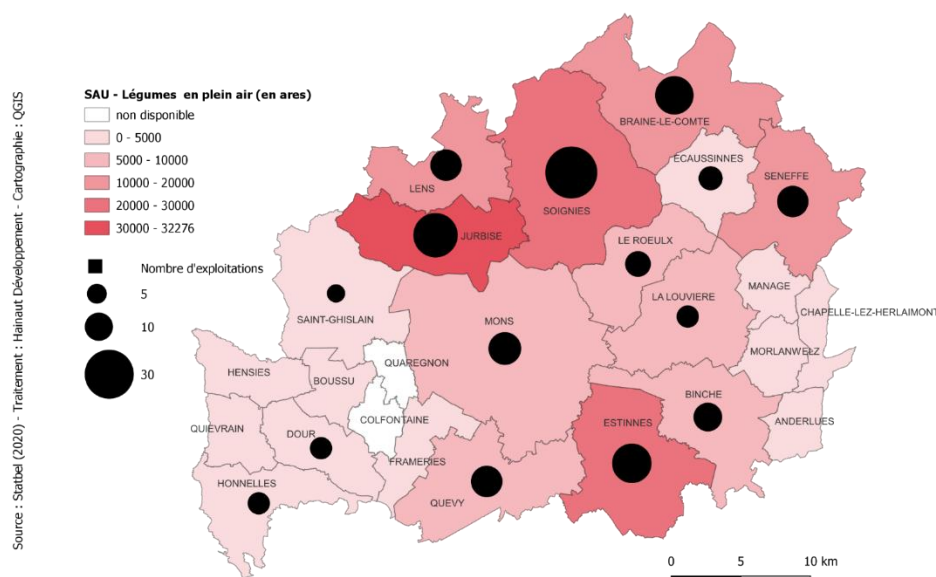 Source : Statbel (2020) - Traitement : Hainaut Développement - Cartographie : QGIS
SAU - Légumes en plein air (en ares)
non disponible
0 - 5000
5000 - 10000
10000 - 20000
20000 - 30000
30000 - 32276
Nombre d'exploitations
5
10
30
BRAINE-LE-COMTE
ÉCAUSSINNES
SENEFFE
LENS
SOIGNIES
JURBISE
LE ROEULX
MANAGE
LA LOUVIERE
CHAPELLE-LEZ-HERLAIMONT
SAINT-GHISLAIN
MONS
MORLANWELZ
QUAREGNON
HENSIES
BOUSSU
BINCHE
COLFONTAINE
ESTINNES
ANDERLUES
QUIEVRAIN
DOUR
FRAMERIES
HONNELLES
QUEVY
0 5 10 km